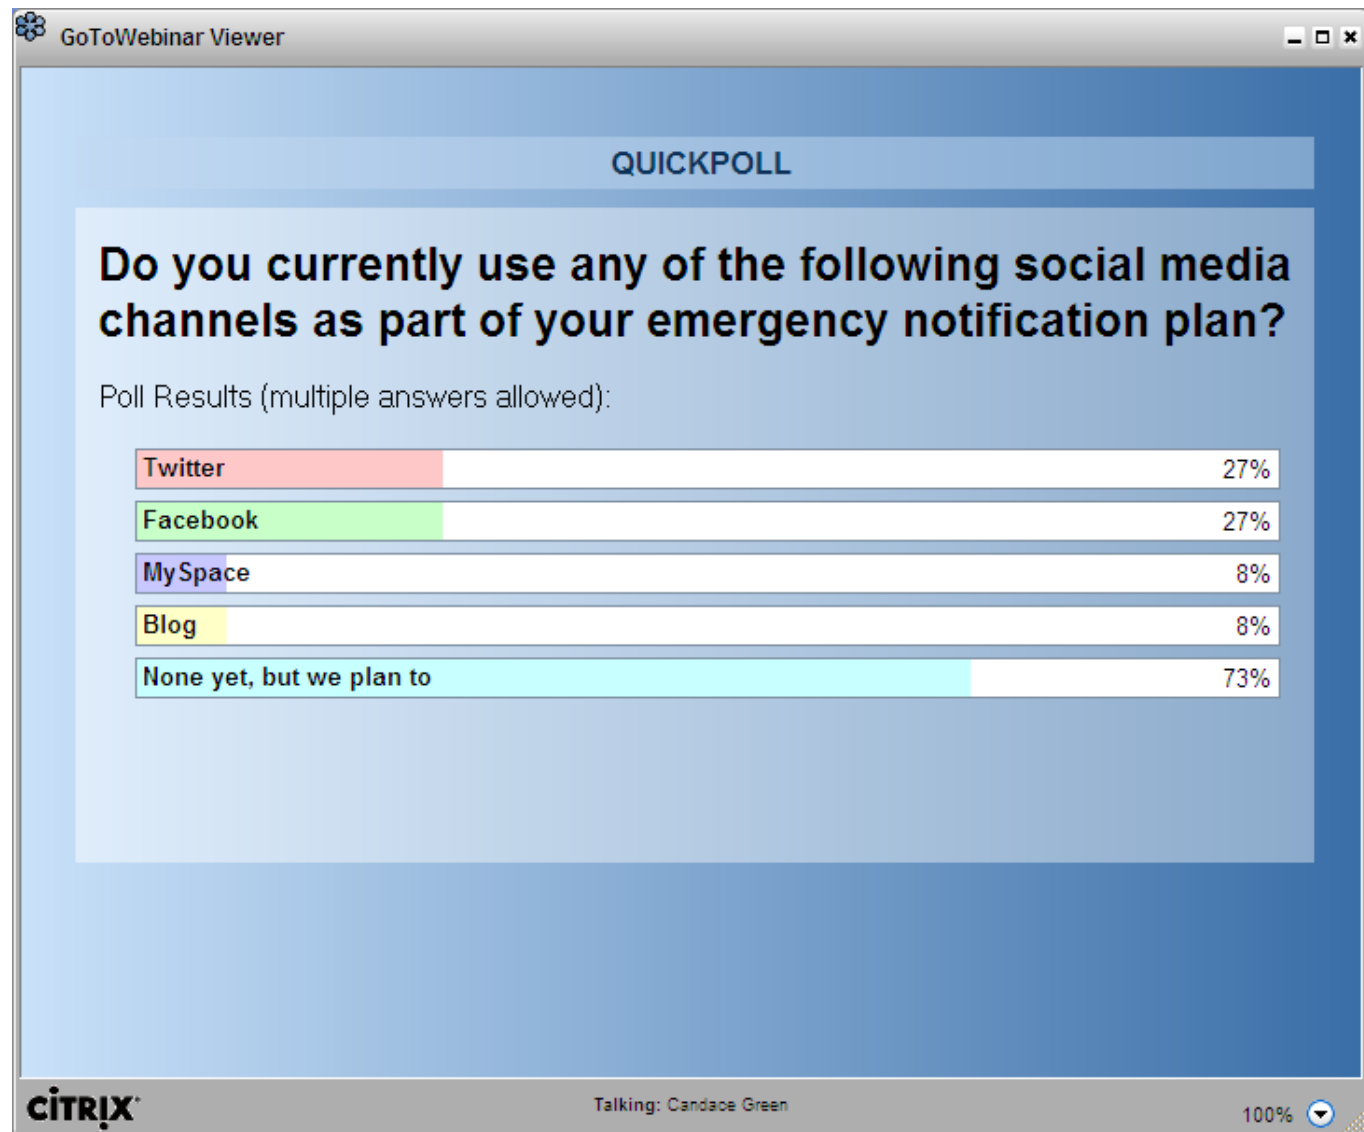 GoToWebinar Viewer
QUICKPOLL
Do you currently use any of the following social media
channels as part of your emergency notification plan?
Poll Results (multiple answers allowed):
Twitter 27%
Facebook 27%
MySpace 8%
Blog 8%
None yet, but we plan to 73%
CiTRIX
Talking: Candace Green
100%